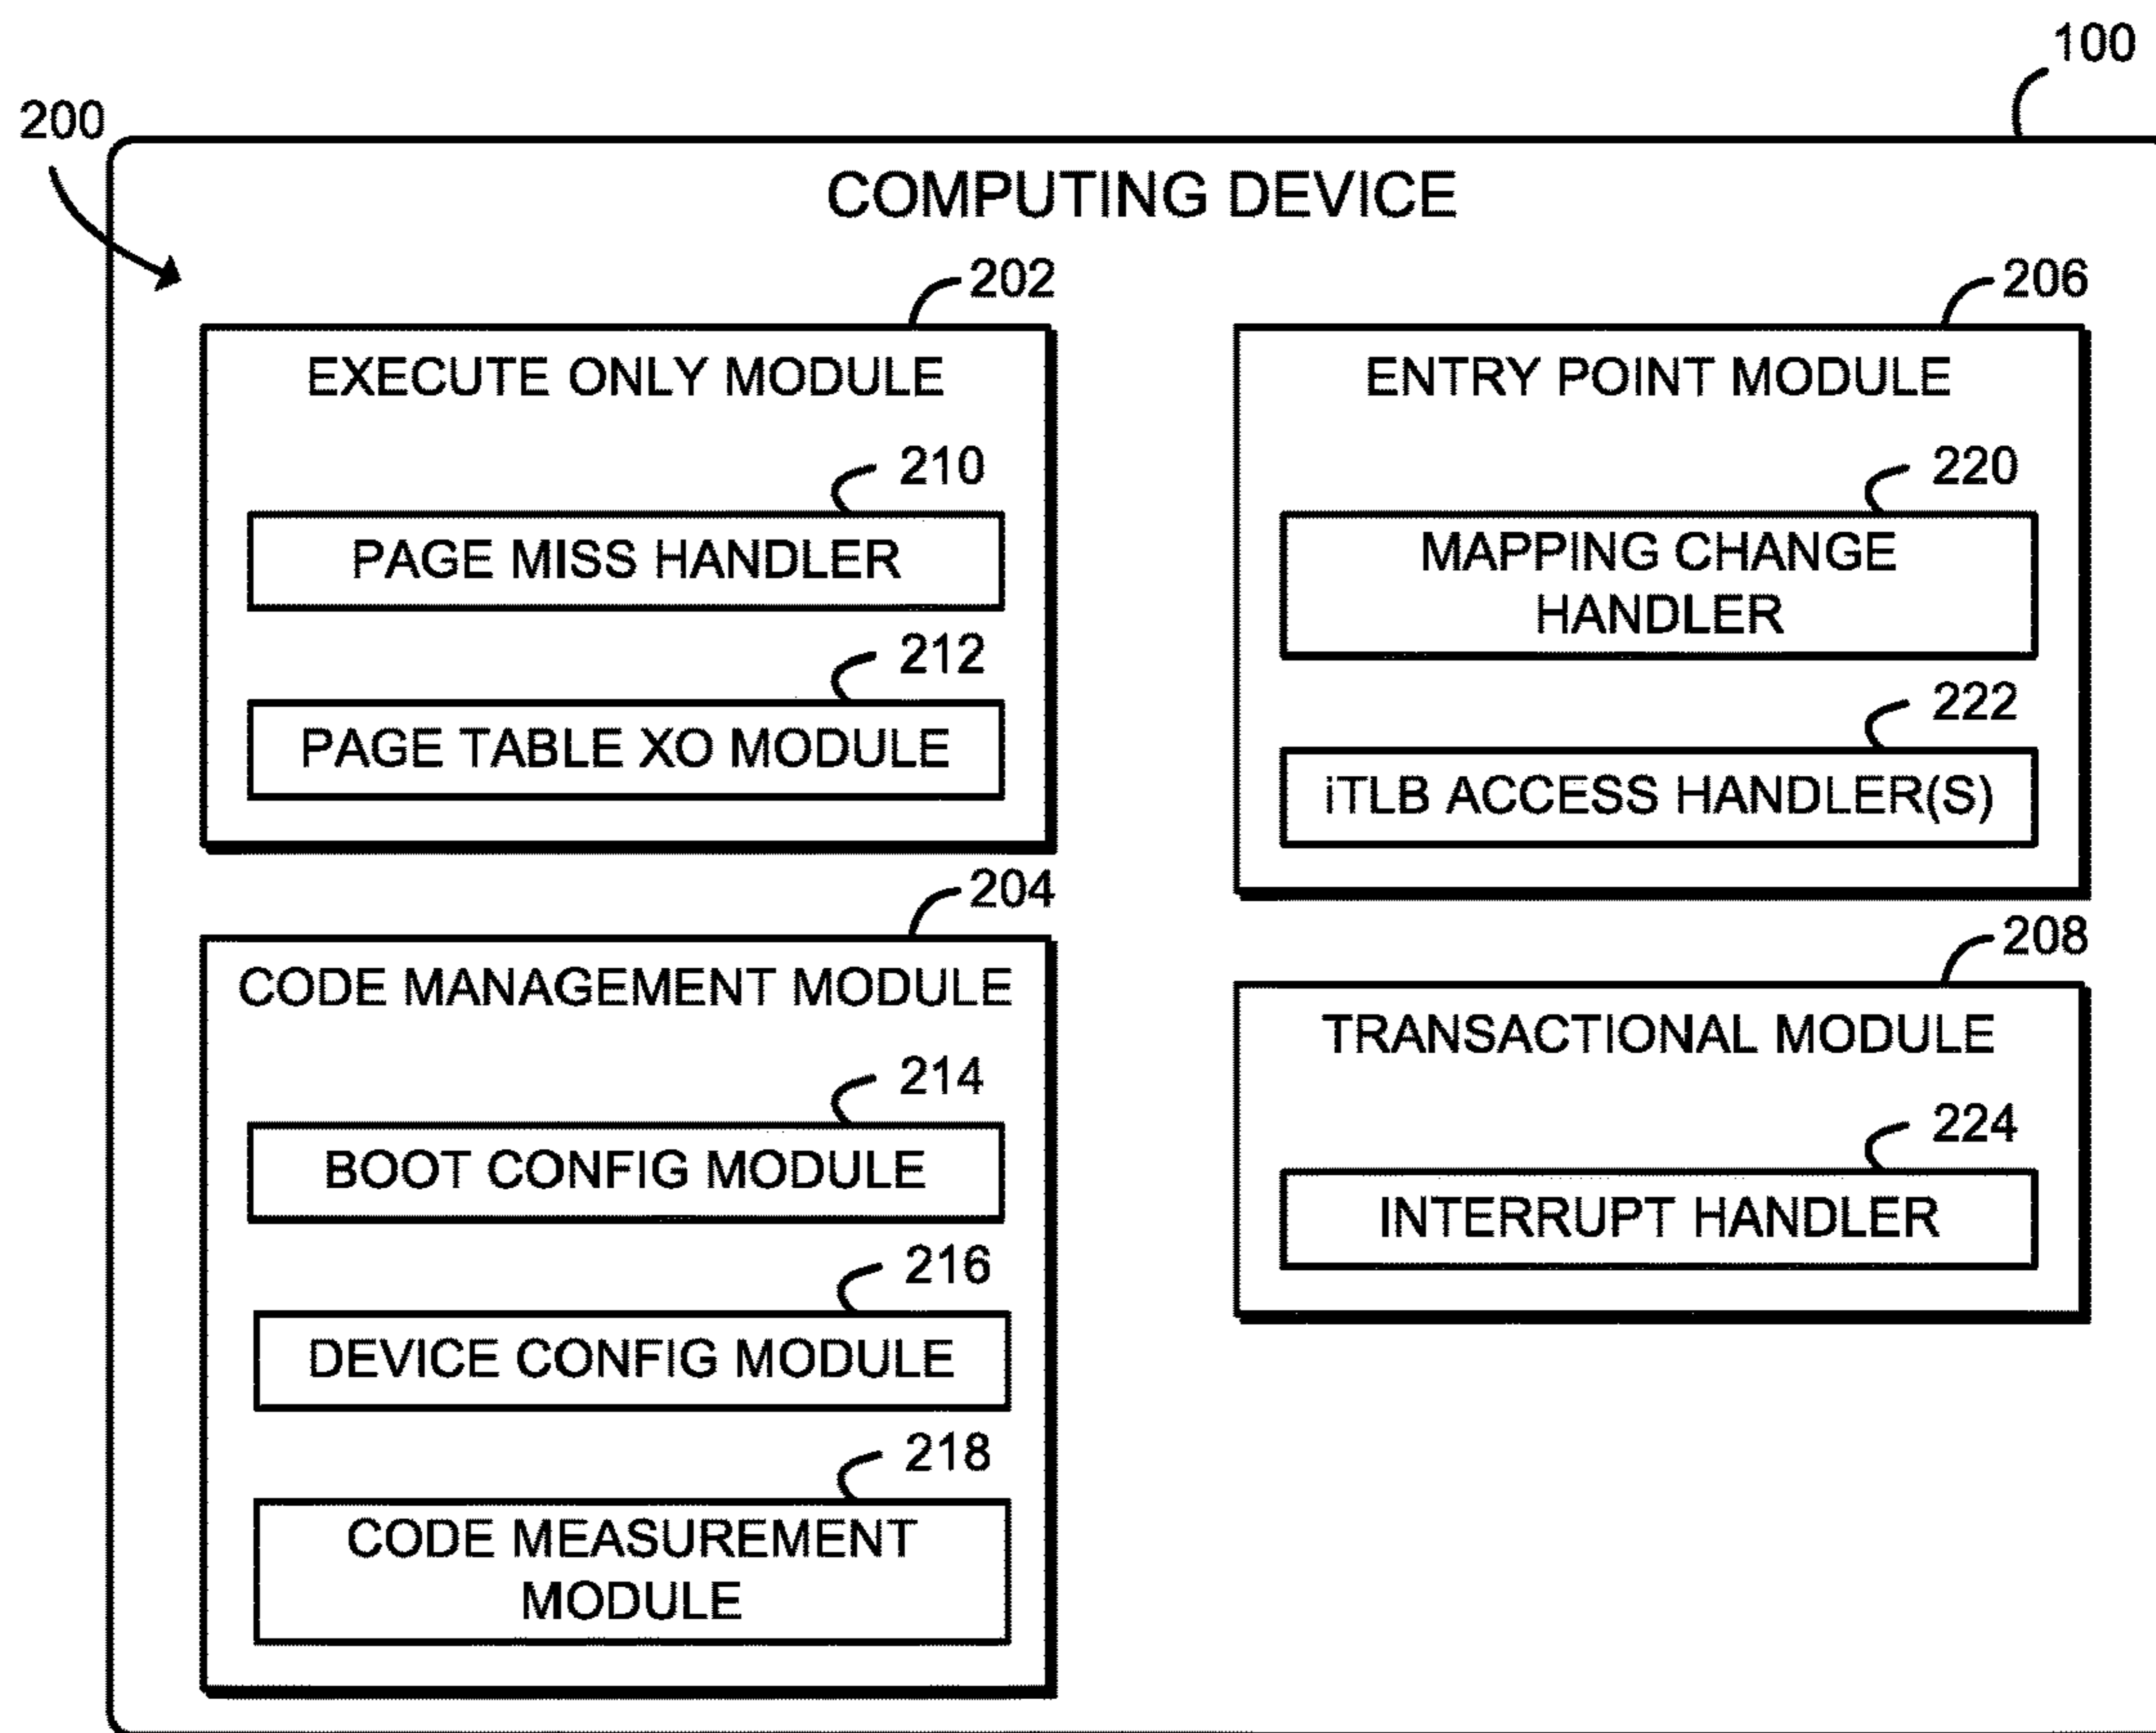 100
200
COMPUTING DEVICE
202
EXECUTE ONLY MODULE
210
PAGE MISS HANDLER
212
PAGE TABLE XO MODULE
204
CODE MANAGEMENT MODULE
214
BOOT CONFIG MODULE
216
DEVICE CONFIG MODULE
218
CODE MEASUREMENT
MODULE
206
ENTRY POINT MODULE
220
MAPPING CHANGE
HANDLER
222
iTLB ACCESS HANDLER(S)
208
TRANSACTIONAL MODULE
224
INTERRUPT HANDLER